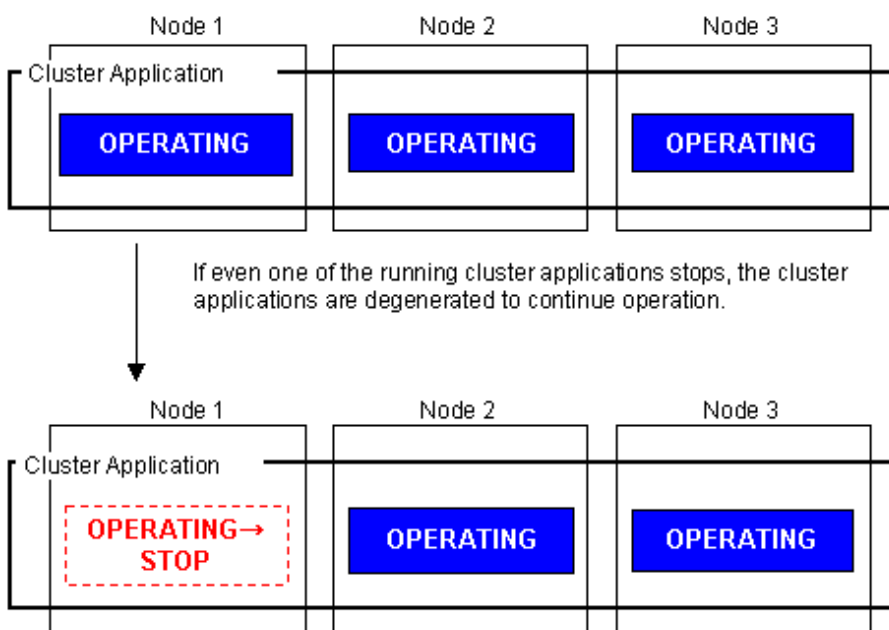 Node 1 Node 2 Node 3
Cluster Application
OPERATING OPERATING OPERATING
If even one of the running cluster applications stops, the cluster
applications are degenerated to continue operation.
Node 1 Node 2 Node 3
Cluster Application
OPERATING→
STOP
OPERATING OPERATING